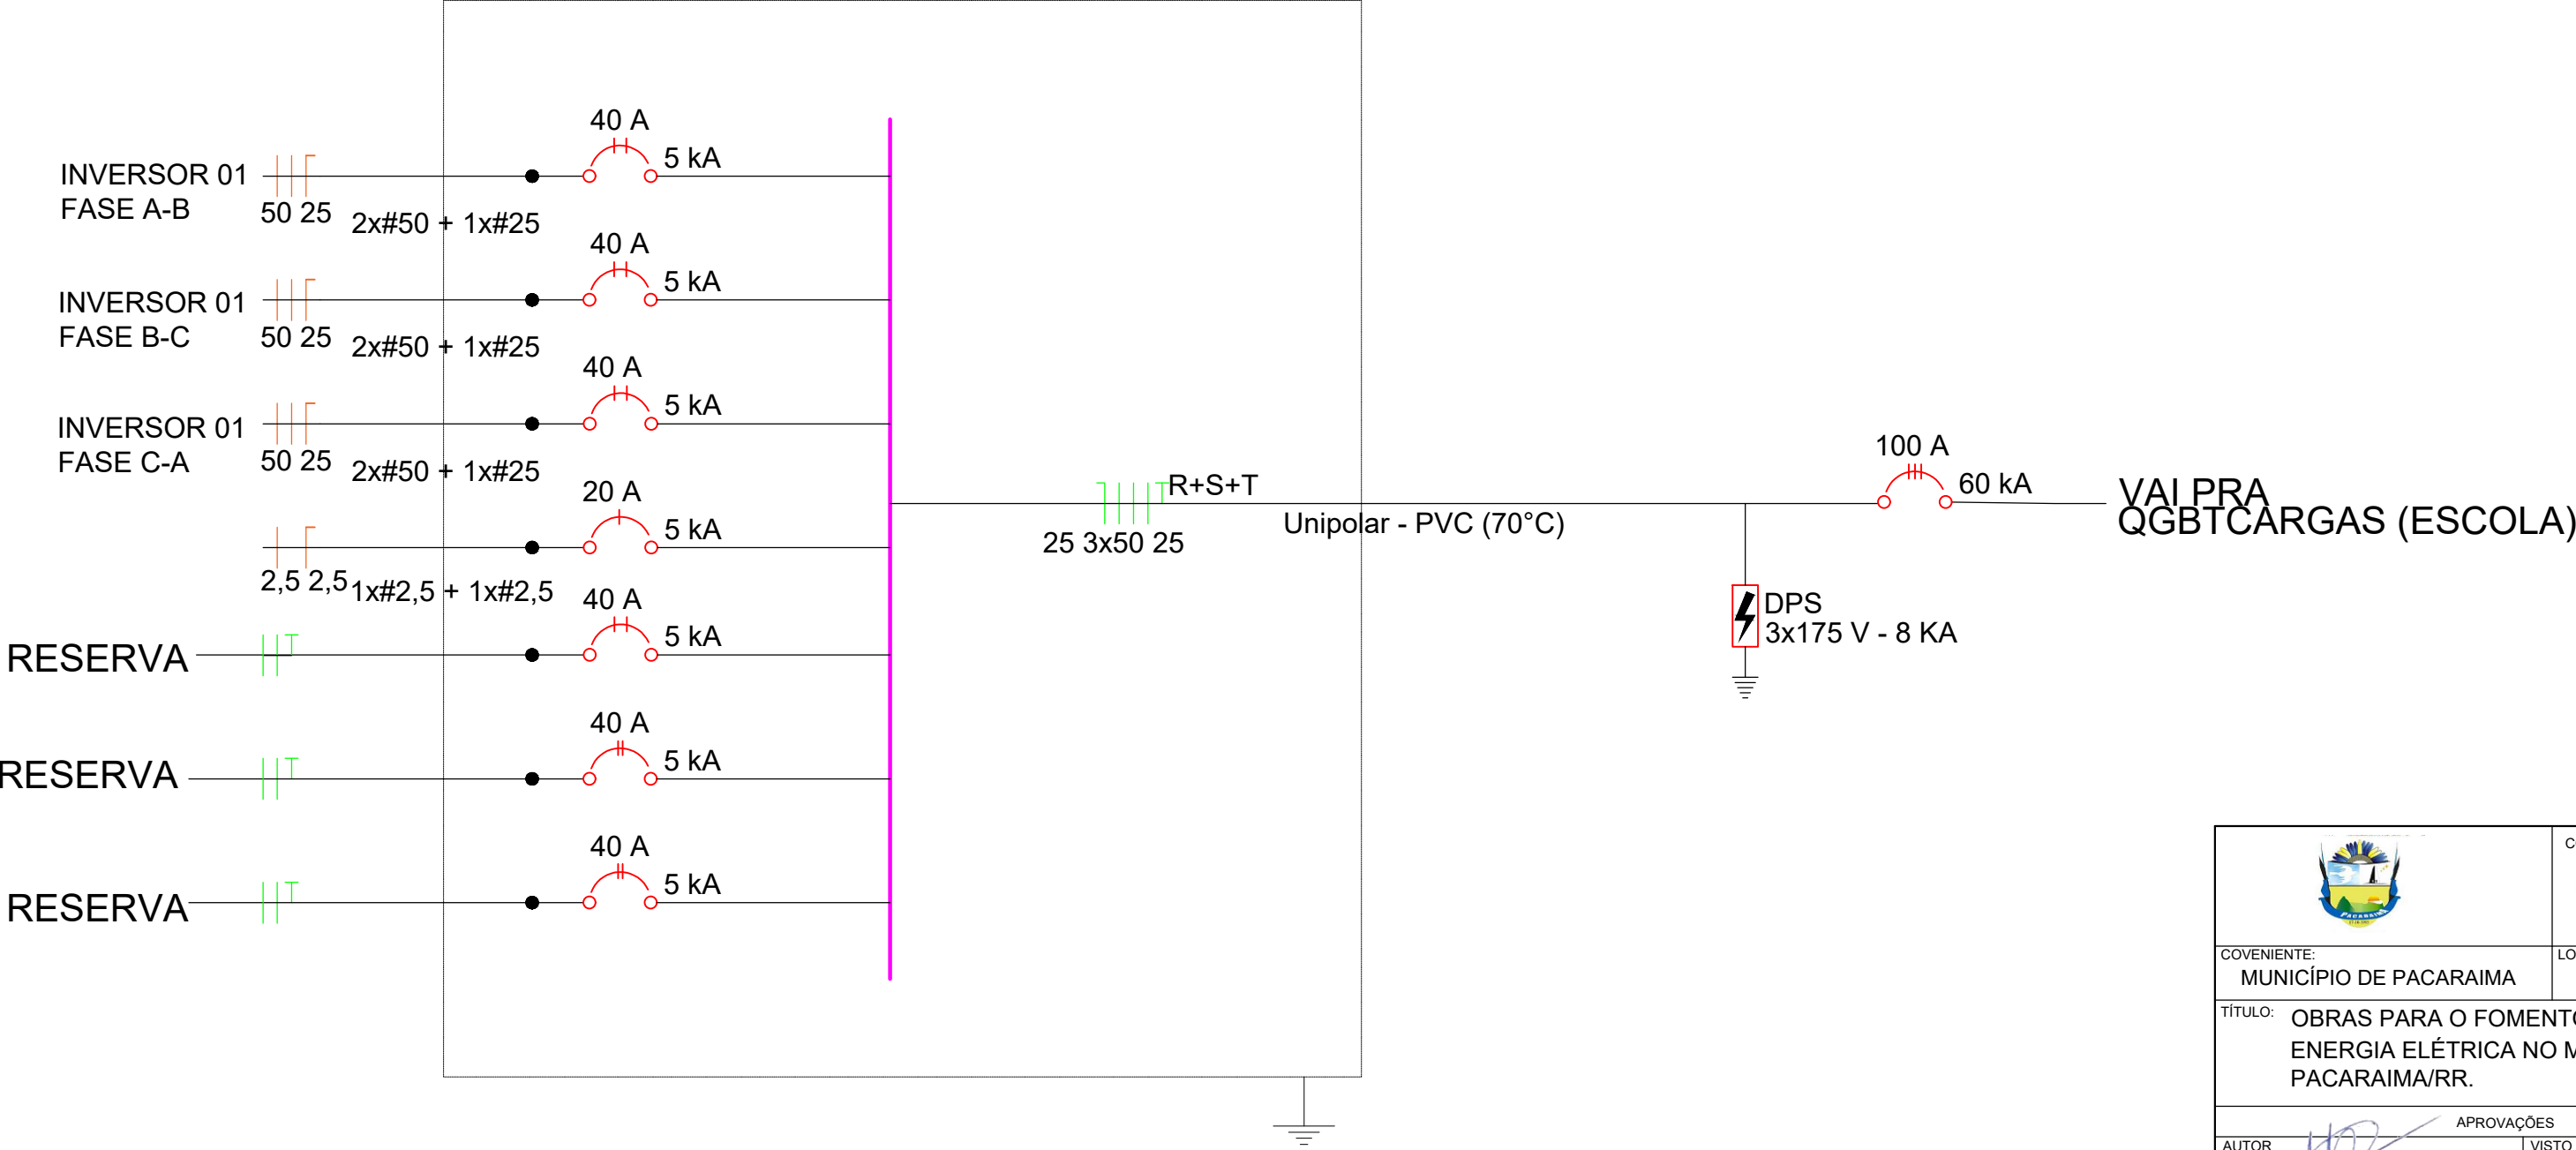 40 A
5 kA
INVERSOR 01
FASE A-B
50 25
2x#50 + 1x#25
40 A
5 kA
INVERSOR 01
FASE B-C
50 25
2x#50 + 1x#25
40 A
5 kA
INVERSOR 01
FASE C-A
50 25
2x#50 + 1x#25
20 A
5 kA
2,5 2,5
1x#2,5 + 1x#2,5
40 A
5 kA
RESERVA
40 A
5 kA
RESERVA
40 A
5 kA
RESERVA
R+S+T
25 3x50 25
Unipolar - PVC (70°C)
100 A
60 kA
VAI PRA
QGBTCARGAS (ESCOLA)
DPS
3x175 V - 8 KA
PACARAIMA
COVENIENTE:
MUNICÍPIO DE PACARAIMA
LO
TÍTULO:
OBRAS PARA O FOMENTO
ENERGIA ELÉTRICA NO M
PACARAIMA/RR.
APROVAÇÕES
AUTOR
VISTO